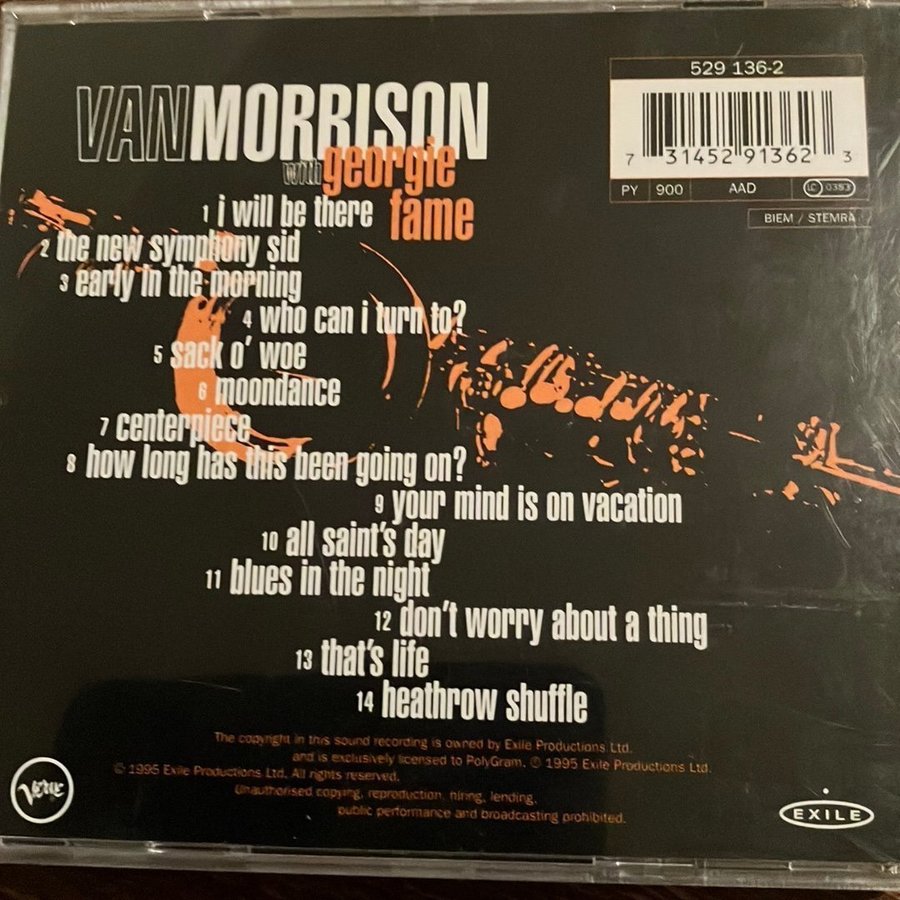 VANMORRISON
with georgie
fame
1 i will be there
2 the new symphony sid
3 early in the morning
4 who can i turn to?
5 sack o' woe
6 moondance
7 centerpiece
8 how long has this been going on?
9 your mind is on vacation
10 all saint's day
11 blues in the night
12 don't worry about a thing
13 that's life
14 heathrow shuffle
529 136-2
7 31452 91362 3
PY 900 AAD LC 0383
BIEM / STEMRA
The copyright in this sound recording is owned by Exile Productions Ltd.
and is exclusively licensed to PolyGram. ℗ 1995 Exile Productions Ltd.
© 1995 Exile Productions Ltd. All rights reserved.
Unauthorised copying, reproduction, hiring, lending,
public performance and broadcasting prohibited.
Verve
EXILE